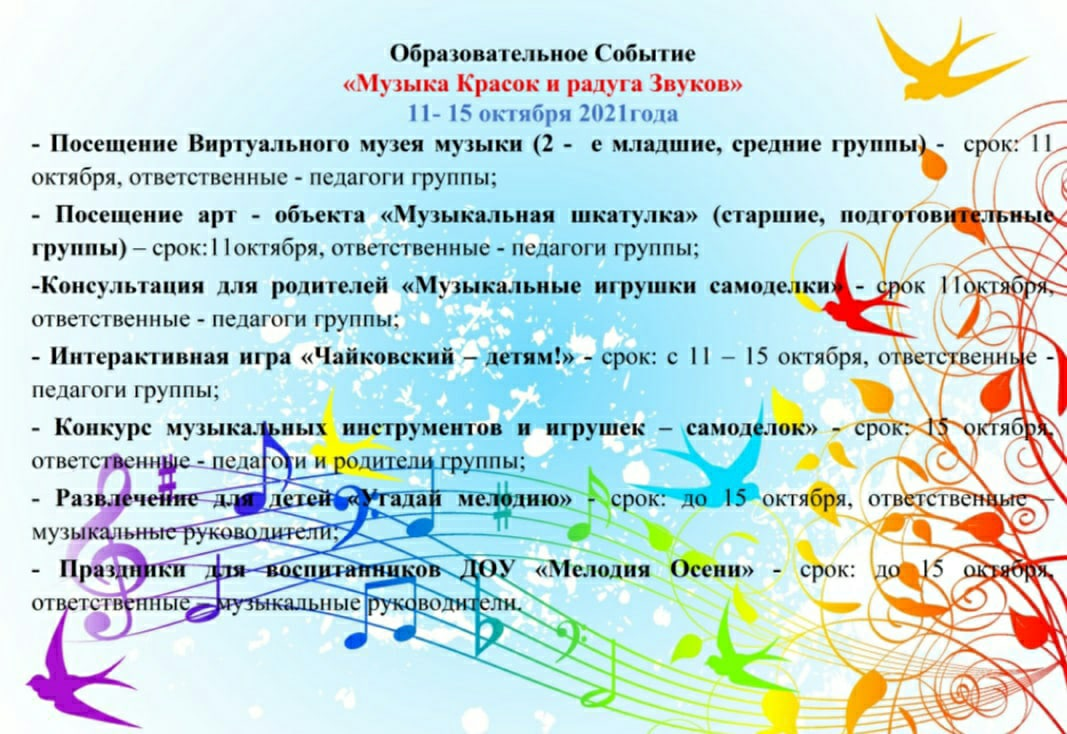 Образовательное Событие
«Музыка Красок и радуга Звуков»
11- 15 октября 2021года
- Посещение Виртуального музея музыки (2 - е младшие, средние группы) - срок: 11
октября, ответственные - педагоги группы;
- Посещение арт - объекта «Музыкальная шкатулка» (старшие, подготовительные
группы) – срок:11октября, ответственные - педагоги группы;
-Консультация для родителей «Музыкальные игрушки самоделки» - срок 11октября,
ответственные - педагоги группы;
- Интерактивная игра «Чайковский – детям!» - срок: с 11 – 15 октября, ответственные -
педагоги группы;
- Конкурс музыкальных инструментов и игрушек – самоделок» - срок: 15 октября,
ответственные - педагоги и родители группы;
- Развлечение для детей «Угадай мелодию» - срок: до 15 октября, ответственные –
музыкальные руководители;
- Праздники для воспитанников ДОУ «Мелодия Осени» - срок: до 15 октября,
ответственные – музыкальные руководители.